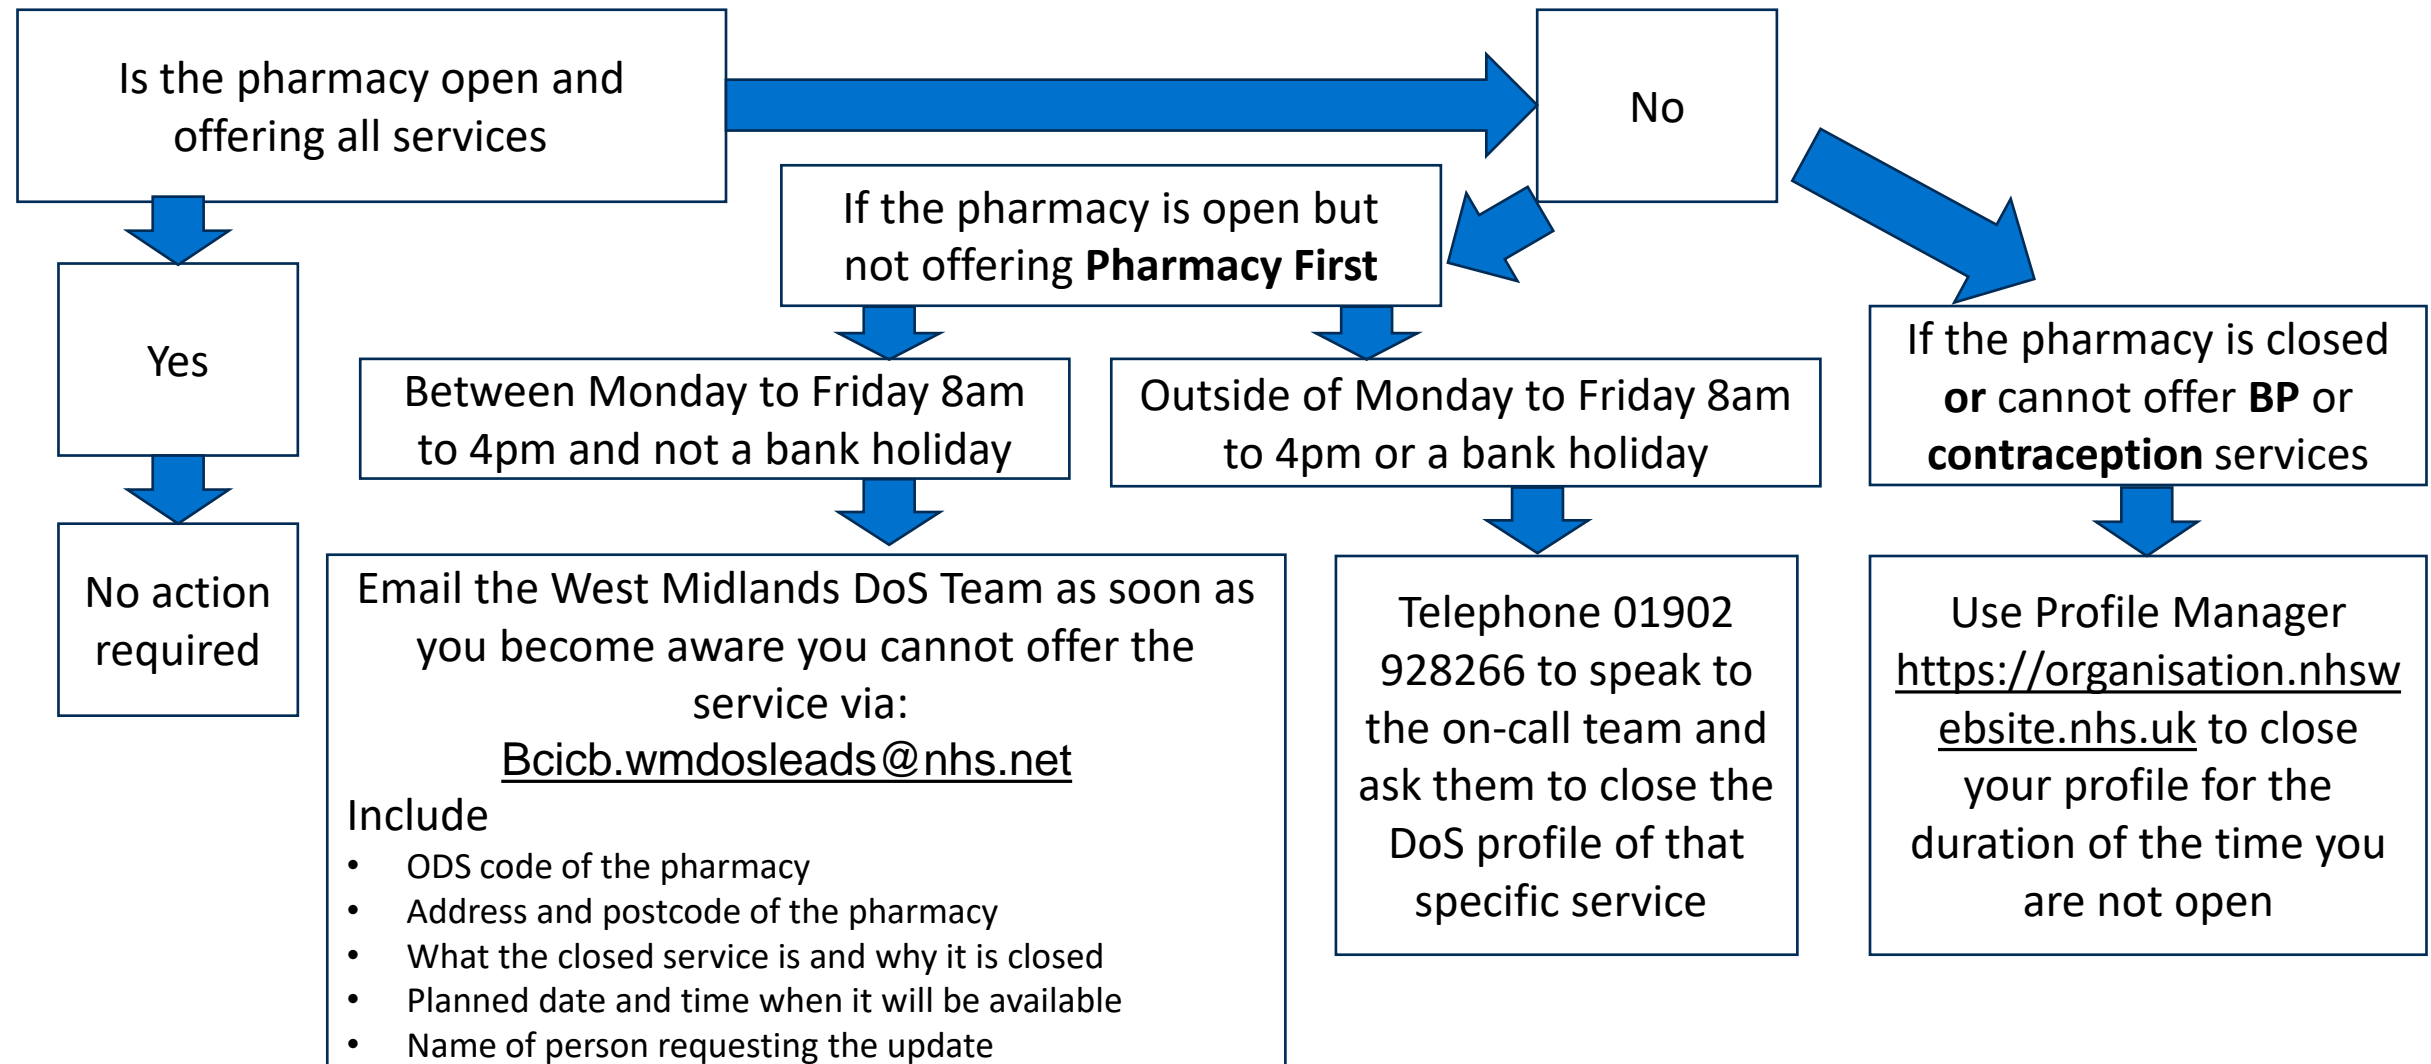 Is the pharmacy open and
offering all services
No
If the pharmacy is open but
not offering Pharmacy First
Yes
Between Monday to Friday 8am
to 4pm and not a bank holiday
Outside of Monday to Friday 8am
to 4pm or a bank holiday
If the pharmacy is closed
or cannot offer BP or
contraception services
No action
required
Email the West Midlands DoS Team as soon as
you become aware you cannot offer the
service via:
Bcicb.wmdosleads@nhs.net
Include
• ODS code of the pharmacy
• Address and postcode of the pharmacy
• What the closed service is and why it is closed
• Planned date and time when it will be available
• Name of person requesting the update
Telephone 01902
928266 to speak to
the on-call team and
ask them to close the
DoS profile of that
specific service
Use Profile Manager
https://organisation.nhsw
ebsite.nhs.uk to close
your profile for the
duration of the time you
are not open